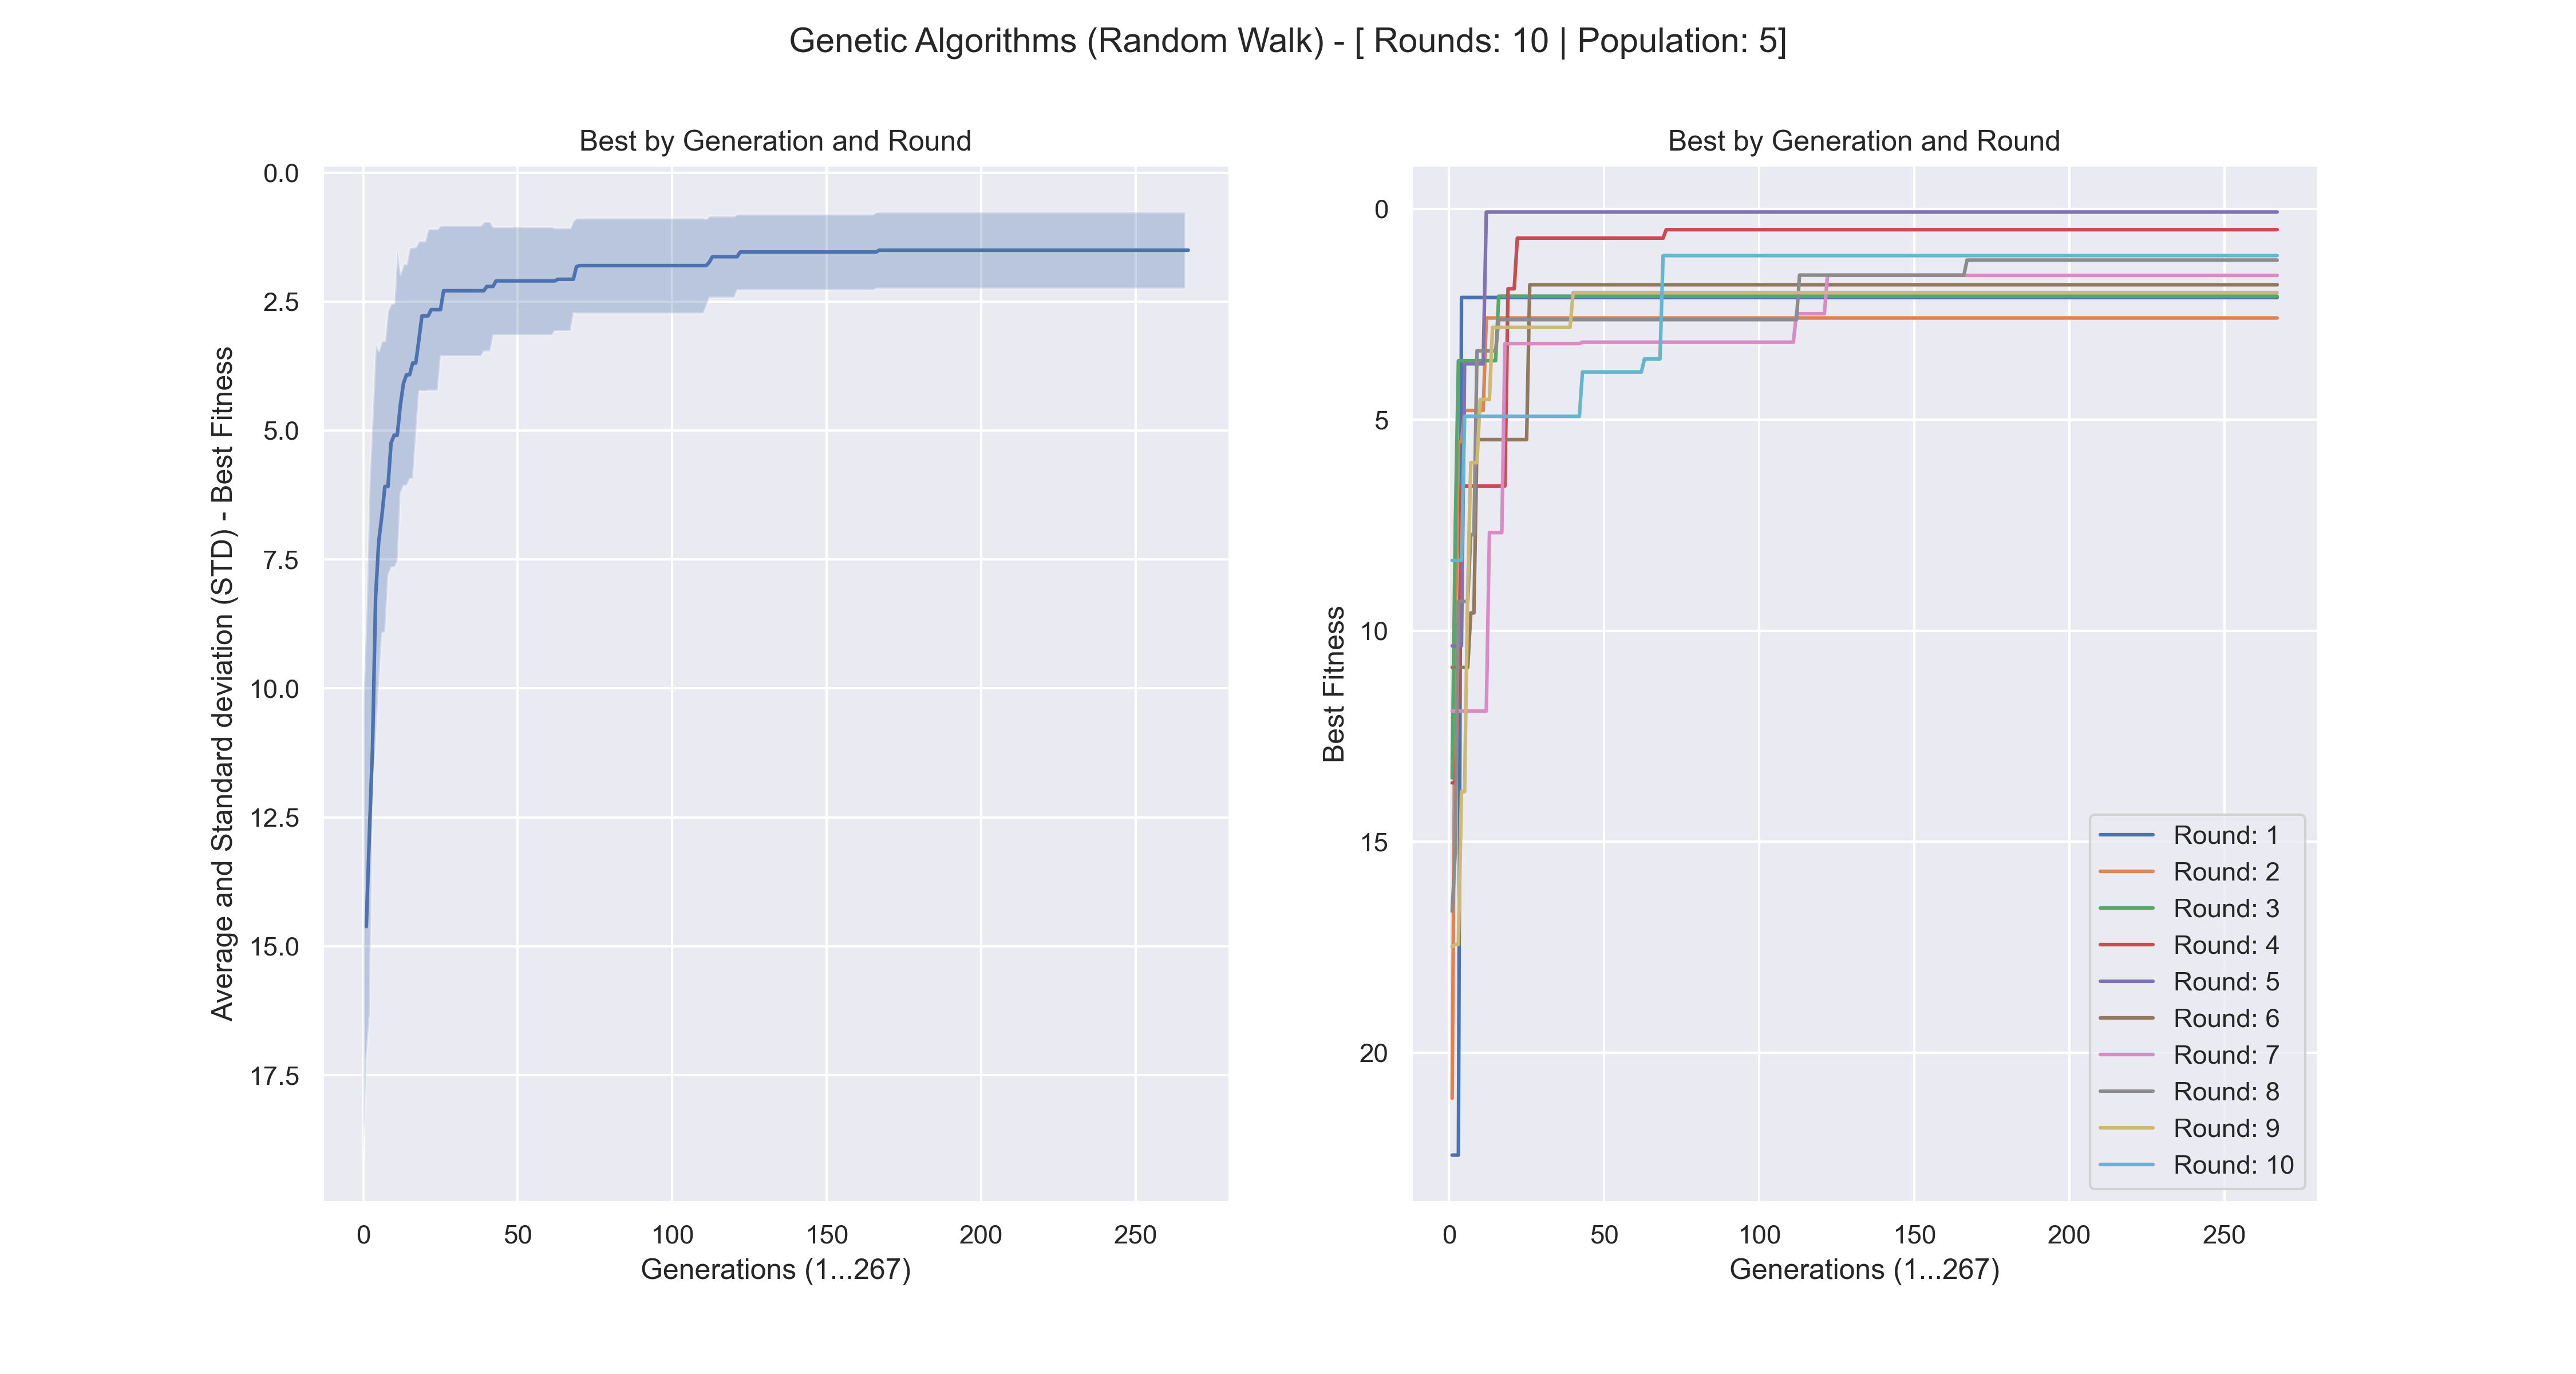 Genetic Algorithms (Random Walk) - [ Rounds: 10 | Population: 5]
Best by Generation and Round
Average and Standard deviation (STD) - Best Fitness
0.0
2.5
5.0
7.5
10.0
12.5
15.0
17.5
0 50 100 150 200 250
Generations (1...267)
Best by Generation and Round
Best Fitness
0
5
10
15
20
Round: 1
Round: 2
Round: 3
Round: 4
Round: 5
Round: 6
Round: 7
Round: 8
Round: 9
Round: 10
0 50 100 150 200 250
Generations (1...267)